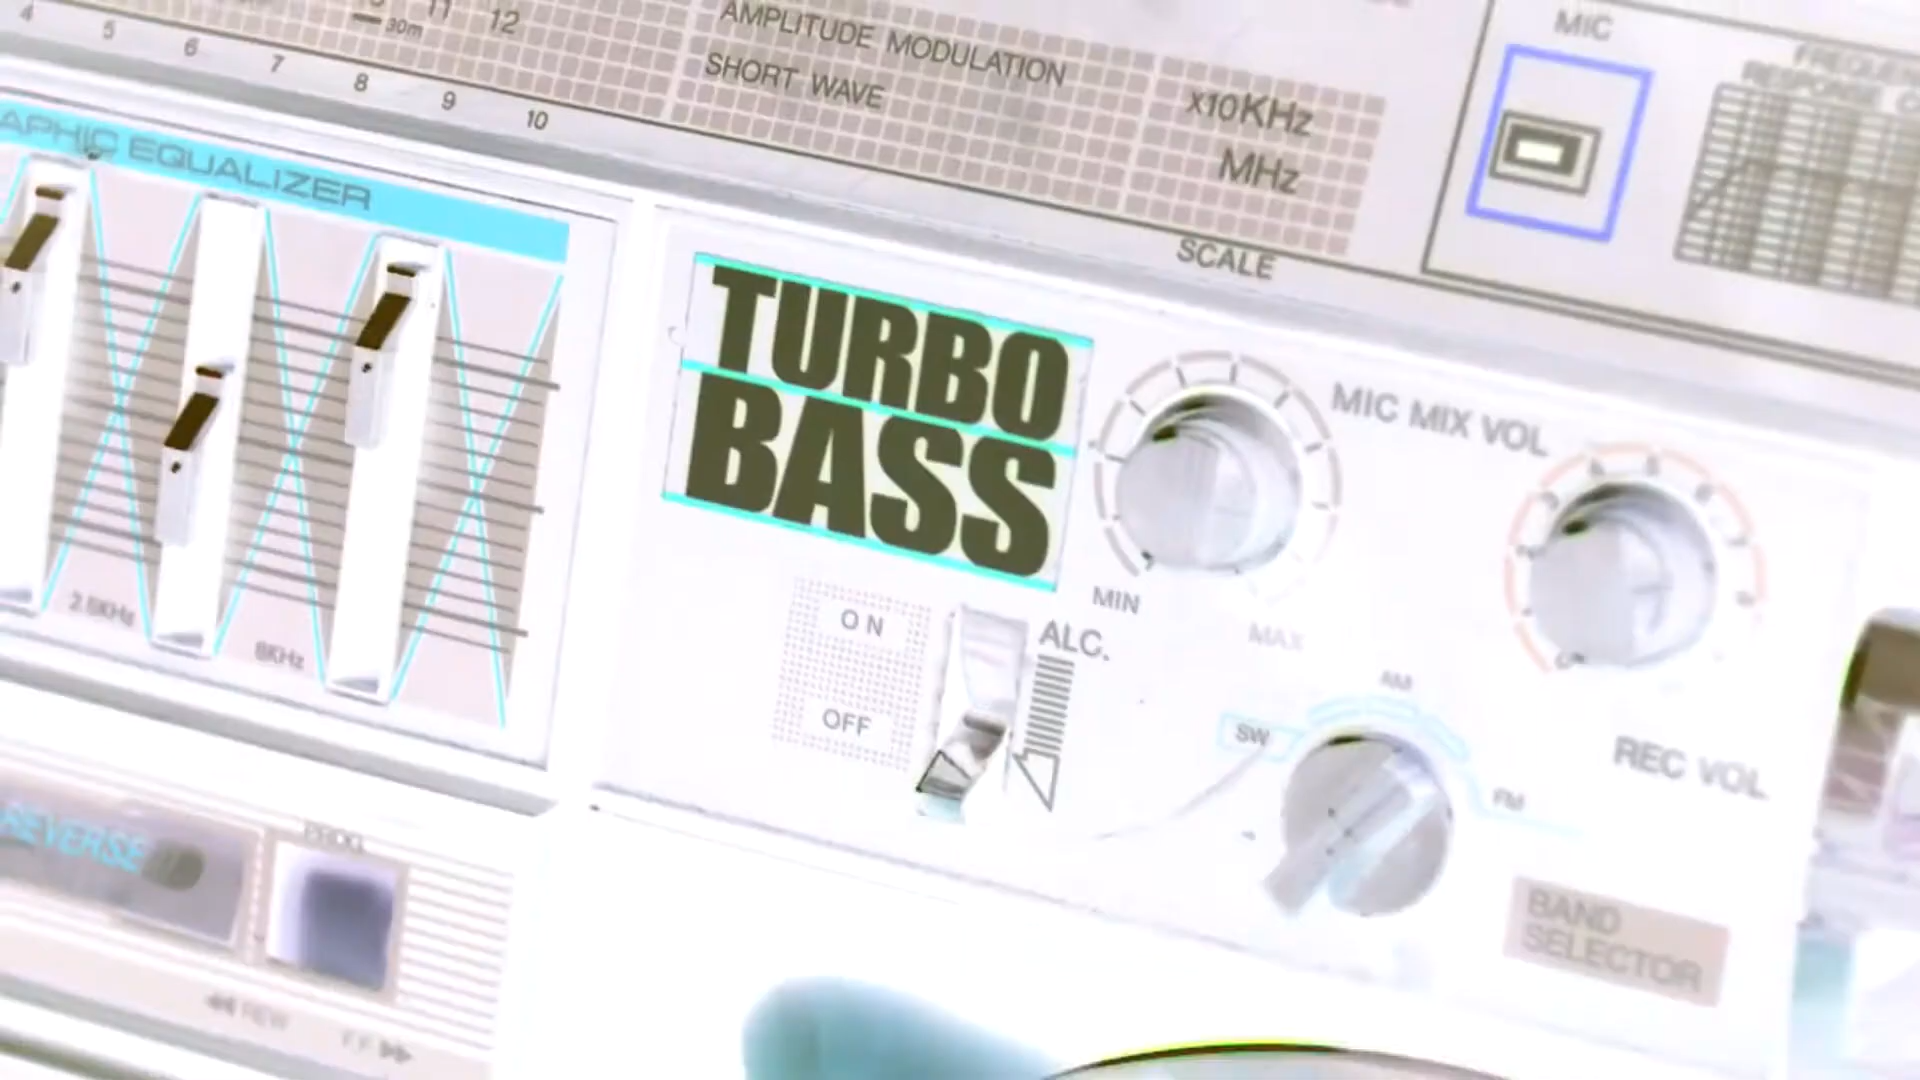 4 5 6 7 8 9 10
11 12
30m
AMPLITUDE MODULATION
SHORT WAVE
x10KHz
MHz
SCALE
MIC
RESPONSE
APHIC EQUALIZER
2.5KHz
8KHz
TURBO
BASS
MIC MIX VOL
MIN
MAX
ON
OFF
ALC.
AM
SW
FM
REC VOL
BAND
SELECTOR
REVERSE
PROG.
REW
F.F